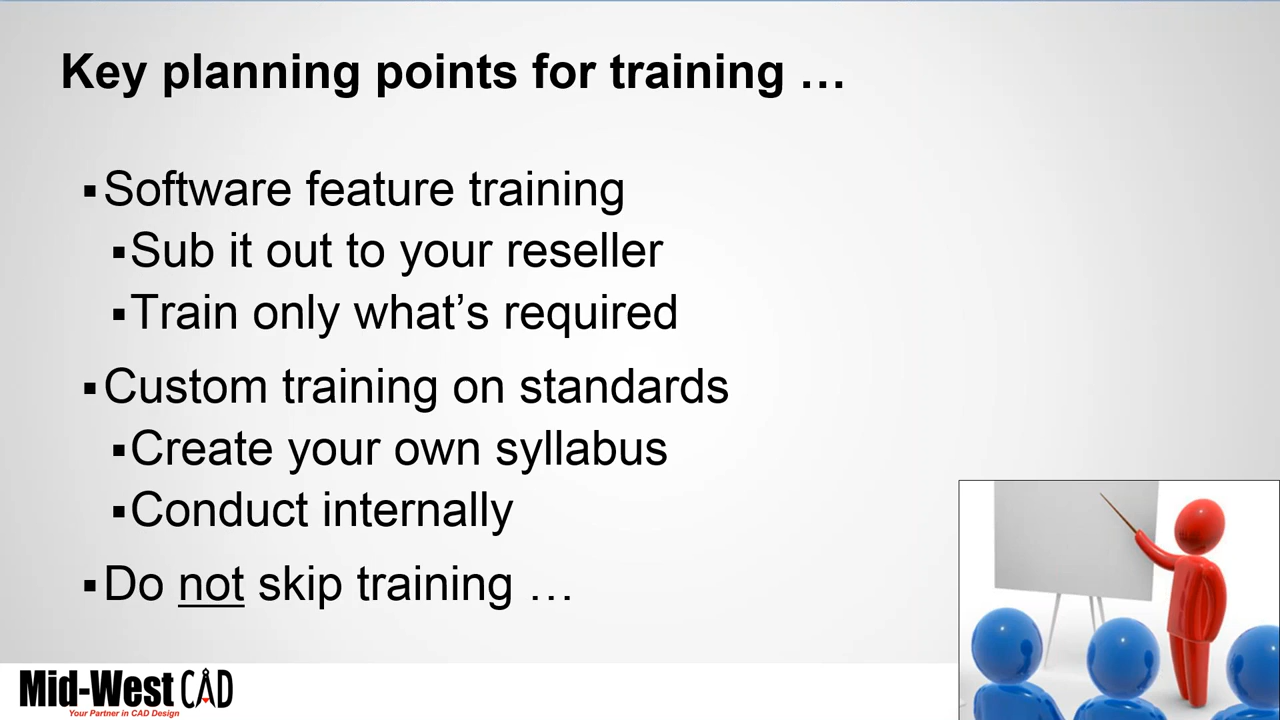 Key planning points for training …
▪Software feature training
▪Sub it out to your reseller
▪Train only what’s required
▪Custom training on standards
▪Create your own syllabus
▪Conduct internally
▪Do not skip training …
Mid-West CAD
Your Partner in CAD Design